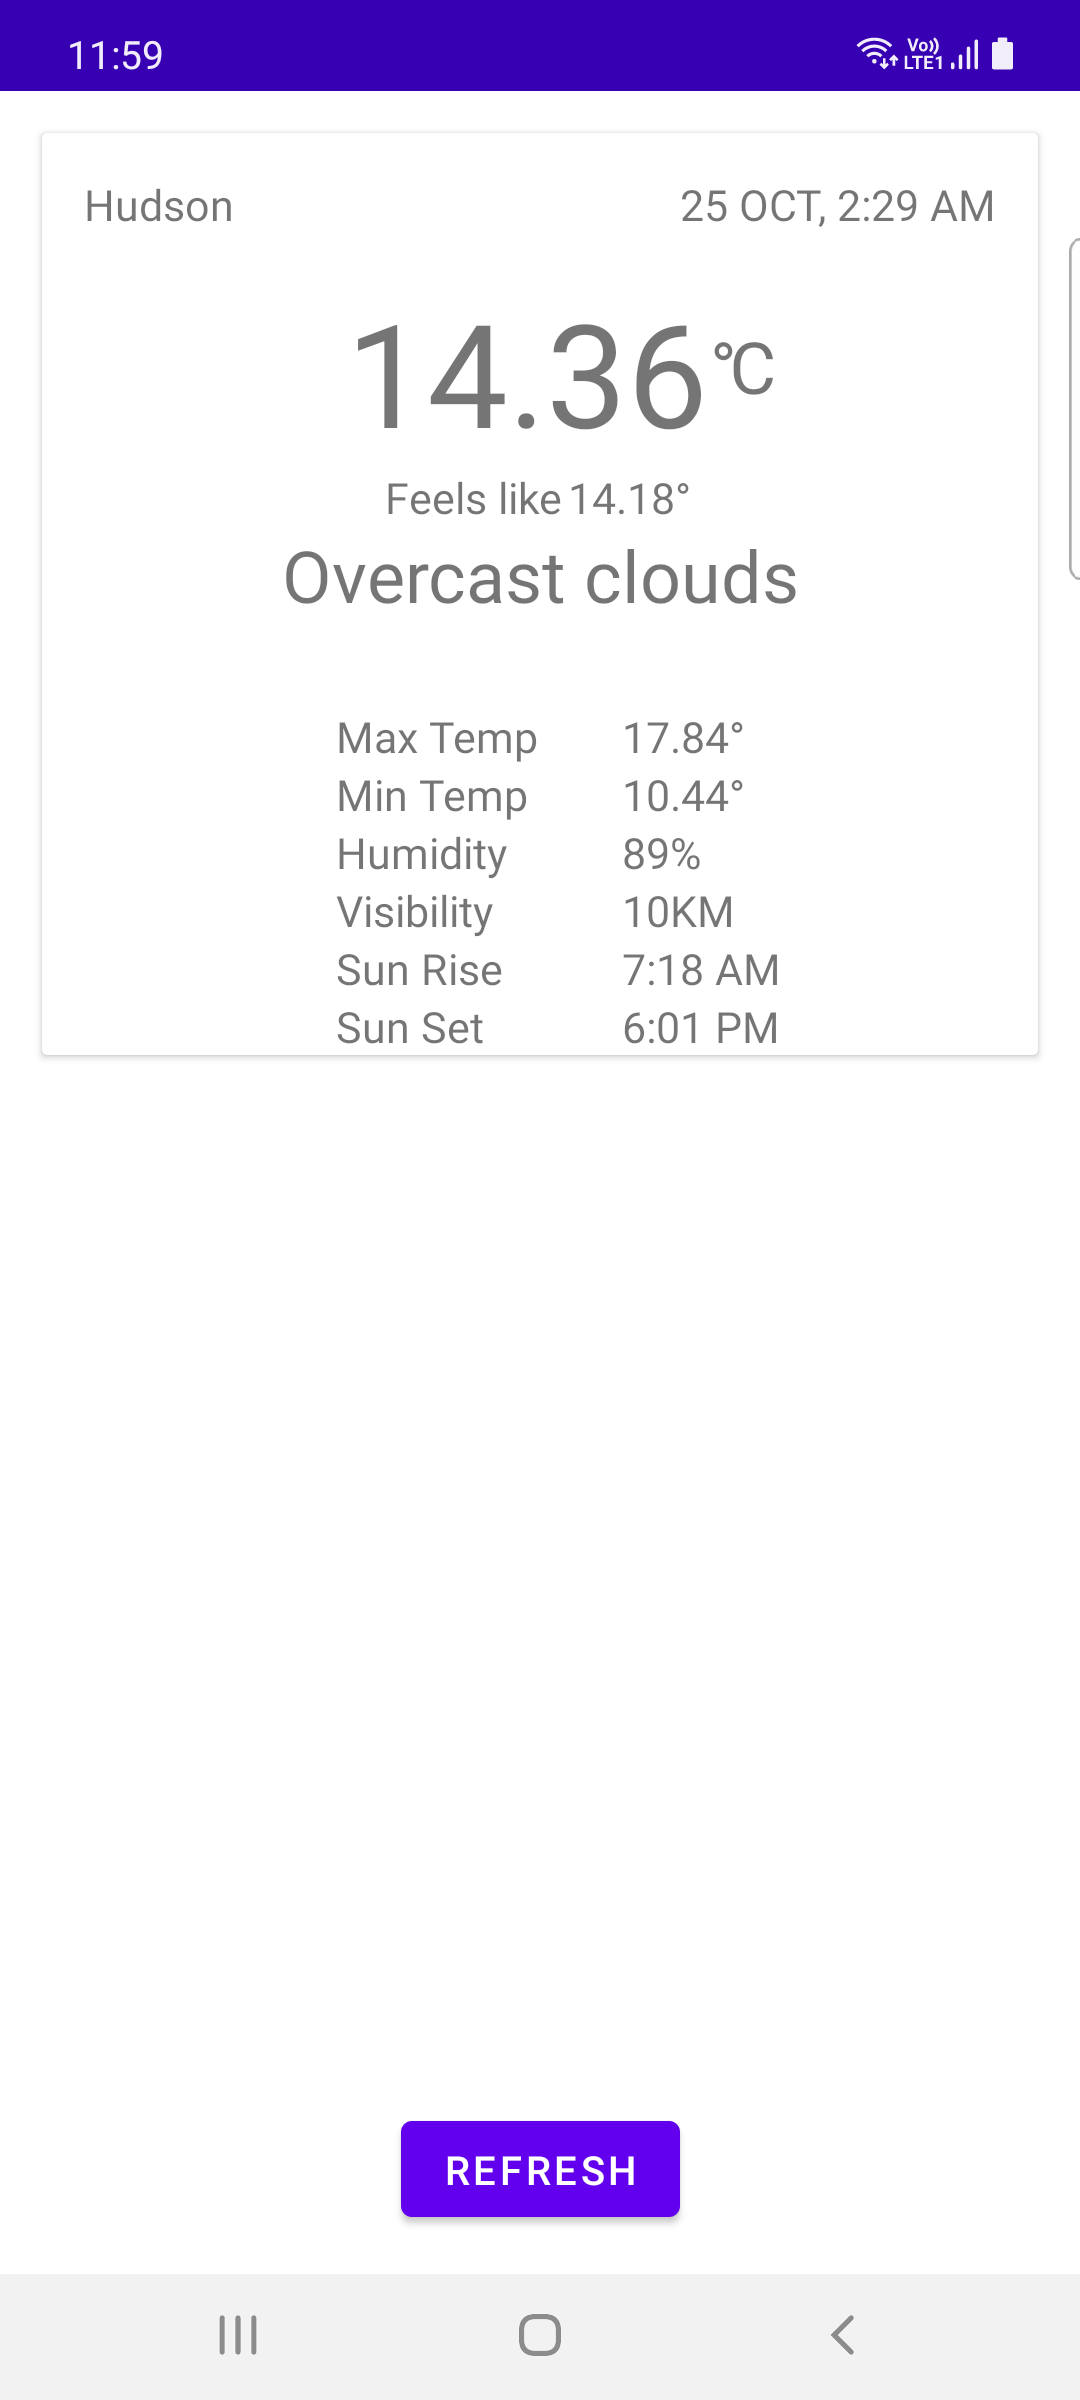 11:59 Vo)) LTE1
Hudson 25 OCT, 2:29 AM
14.36 °C
Feels like 14.18°
Overcast clouds
Max Temp 17.84°
Min Temp 10.44°
Humidity 89%
Visibility 10KM
Sun Rise 7:18 AM
Sun Set 6:01 PM
REFRESH